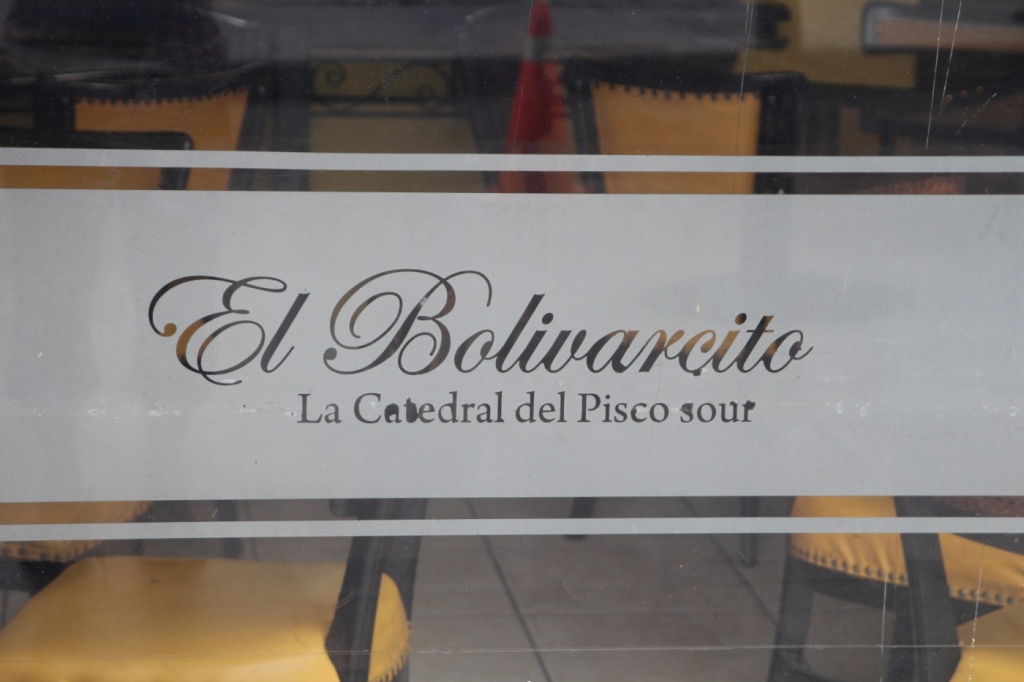 El Bolivarcito
La Catedral del Pisco sour